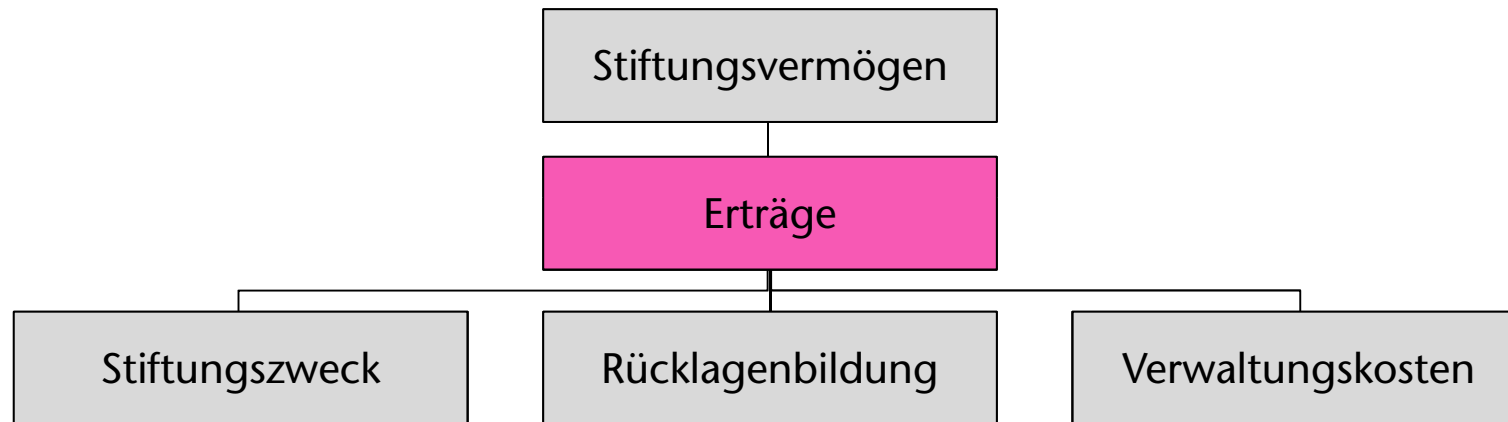 Stiftungsvermögen
Erträge
Stiftungszweck
Rücklagenbildung
Verwaltungskosten